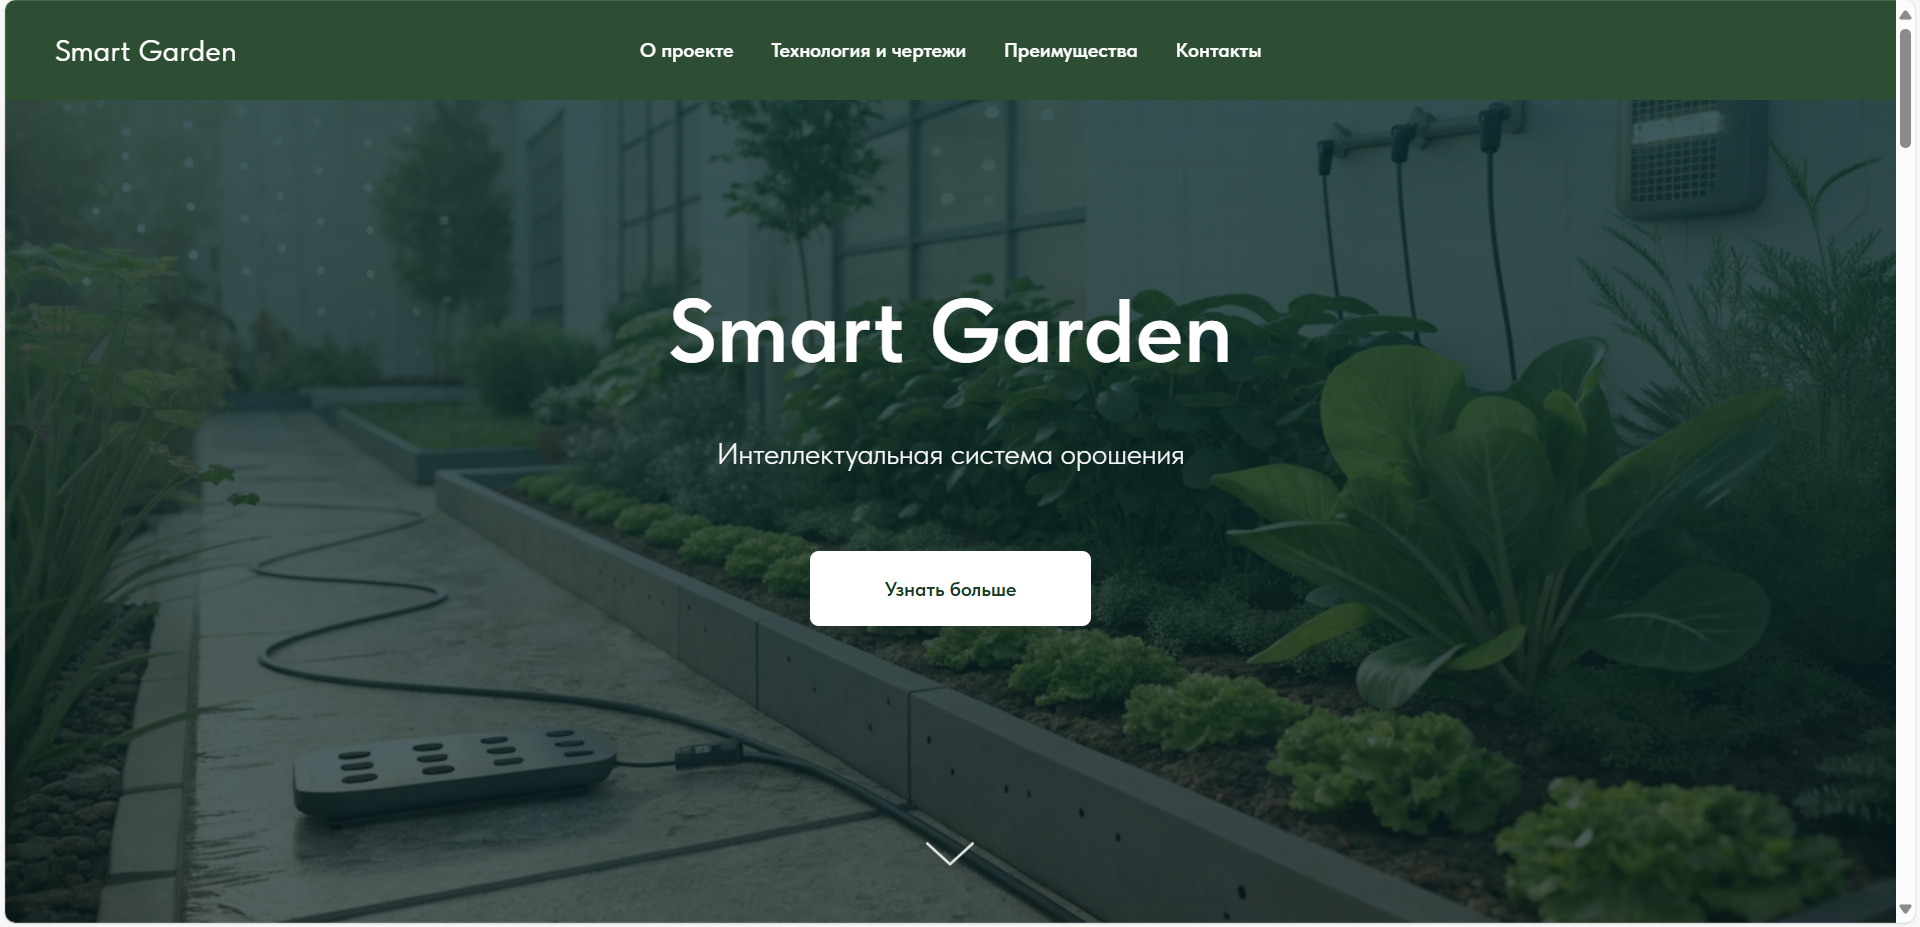 Smart Garden
О проекте Технология и чертежи Преимущества Контакты
Smart Garden
Интеллектуальная система орошения
Узнать больше